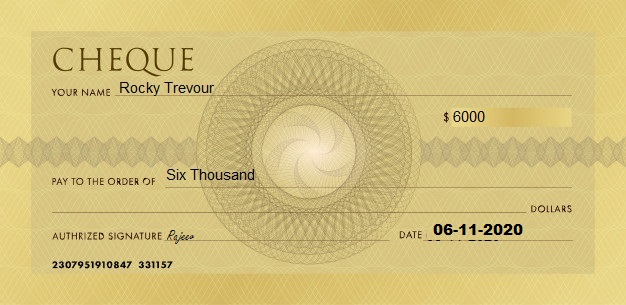 CHEQUE
YOUR NAME Rocky Trevour
$ 6000
PAY TO THE ORDER OF Six Thousand
DOLLARS
AUTHRIZED SIGNATURE Rajeev DATE 06-11-2020
2307951910847 331157